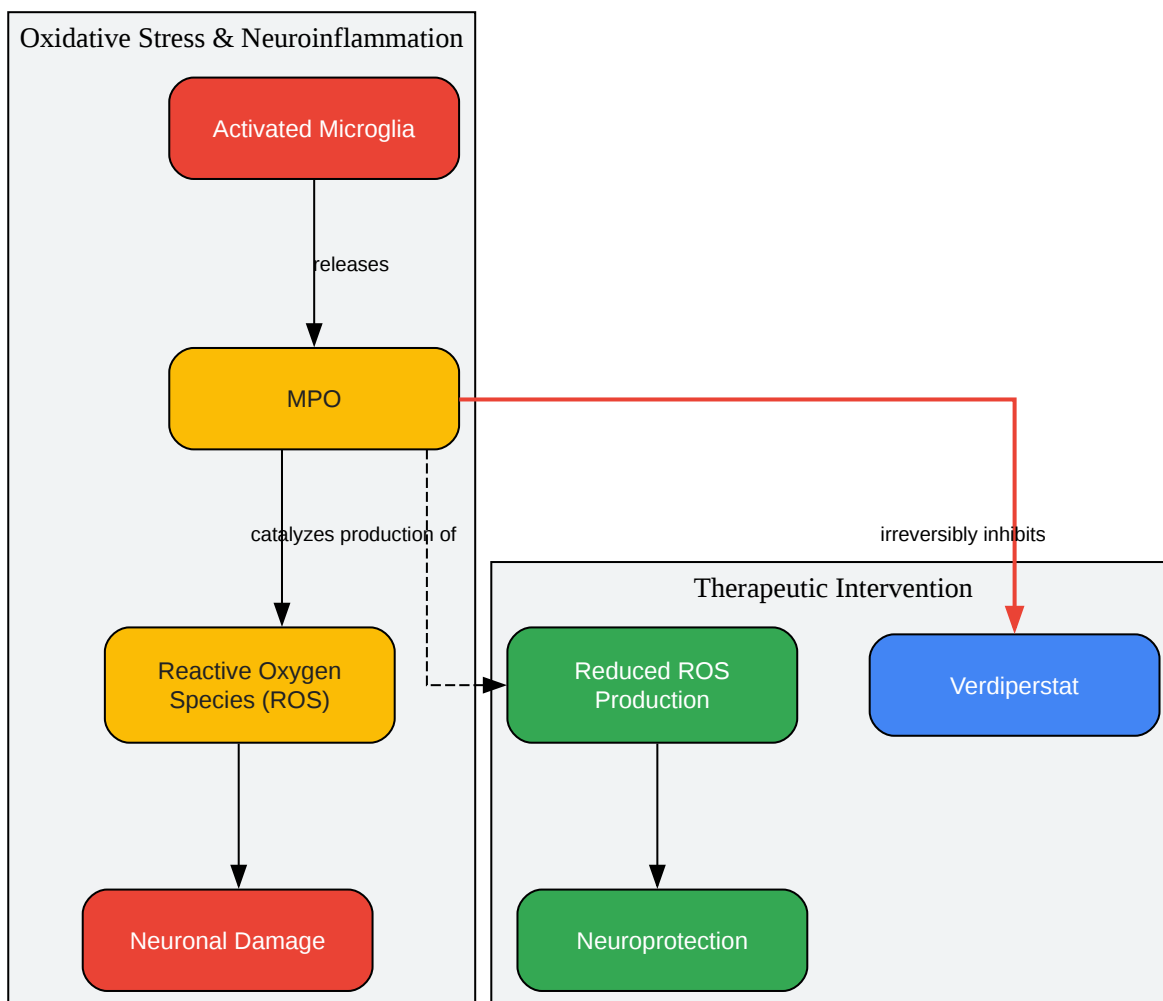 Oxidative Stress & Neuroinflammation
Activated Microglia
releases
MPO
catalyzes production of
irreversibly inhibits
Therapeutic Intervention
Reactive Oxygen
Species (ROS)
Reduced ROS
Production
Verdiperstat
Neuronal Damage
Neuroprotection